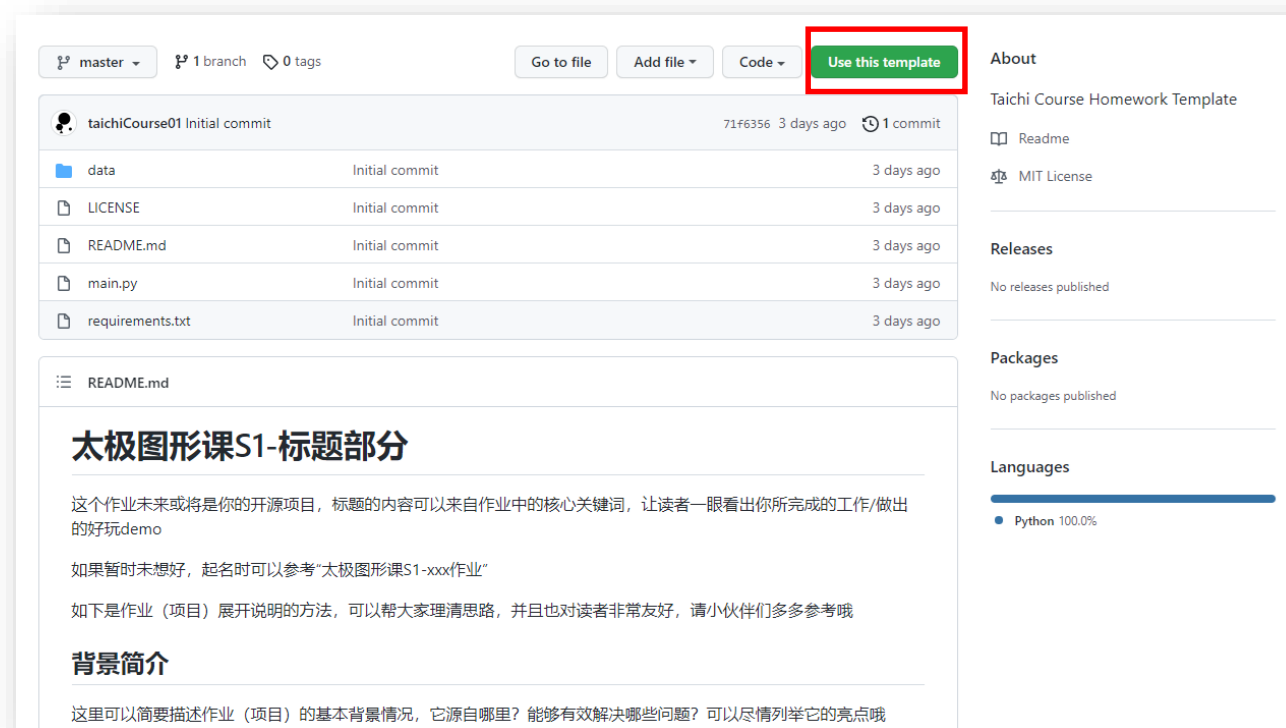 master
1 branch
0 tags
Go to file
Add file
Code
Use this template
taichiCourse01 Initial commit
71f6356 3 days ago
1 commit
data Initial commit 3 days ago
LICENSE Initial commit 3 days ago
README.md Initial commit 3 days ago
main.py Initial commit 3 days ago
requirements.txt Initial commit 3 days ago
README.md
太极图形课S1-标题部分
这个作业未来或将是你的开源项目，标题的内容可以来自作业中的核心关键词，让读者一眼看出你所完成的工作/做出
的好玩demo
如果暂时未想好，起名时可以参考“太极图形课S1-xxx作业”
如下是作业（项目）展开说明的方法，可以帮大家理清思路，并且也对读者非常友好，请小伙伴们多多参考哦
背景简介
这里可以简要描述作业（项目）的基本背景情况，它源自哪里？能够有效解决哪些问题？可以尽情列举它的亮点哦
About
Taichi Course Homework Template
Readme
MIT License
Releases
No releases published
Packages
No packages published
Languages
Python 100.0%